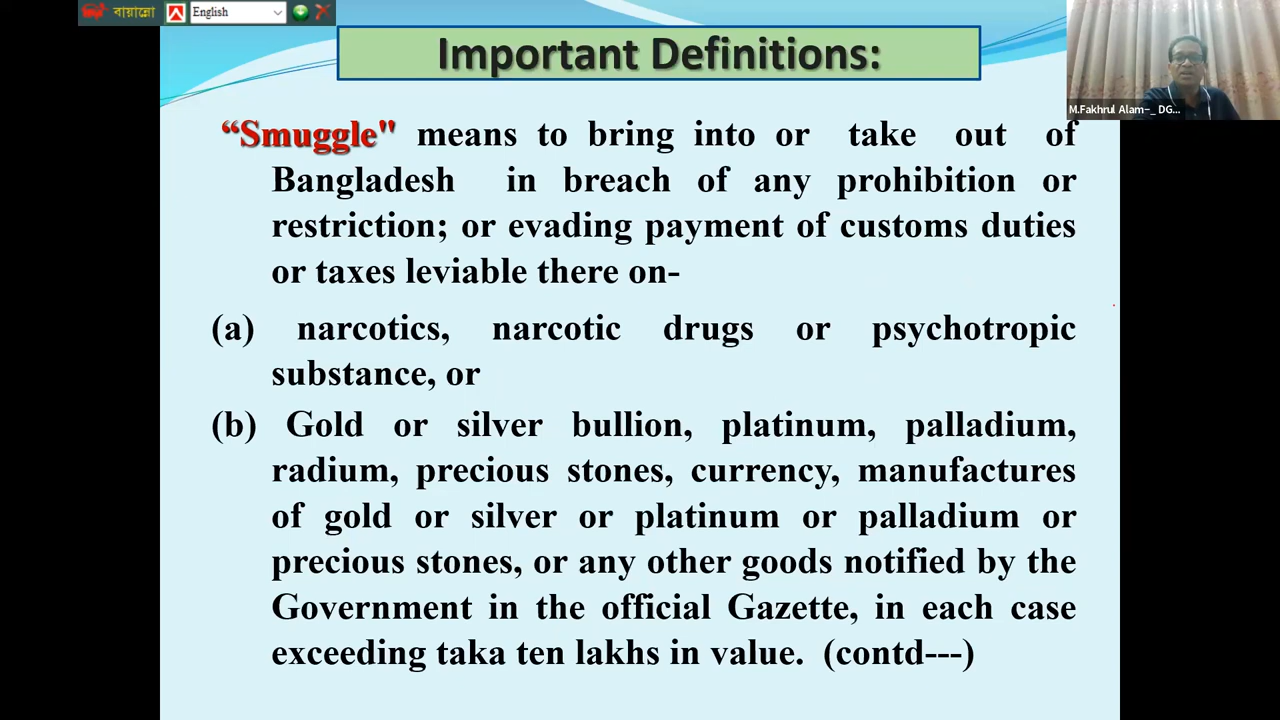 বায়ান্নো English
Important Definitions:
M.Fakhrul Alam-_ DG...
“Smuggle" means to bring into or take out of
Bangladesh in breach of any prohibition or
restriction; or evading payment of customs duties
or taxes leviable there on-
(a) narcotics, narcotic drugs or psychotropic
substance, or
(b) Gold or silver bullion, platinum, palladium,
radium, precious stones, currency, manufactures
of gold or silver or platinum or palladium or
precious stones, or any other goods notified by the
Government in the official Gazette, in each case
exceeding taka ten lakhs in value. (contd---)